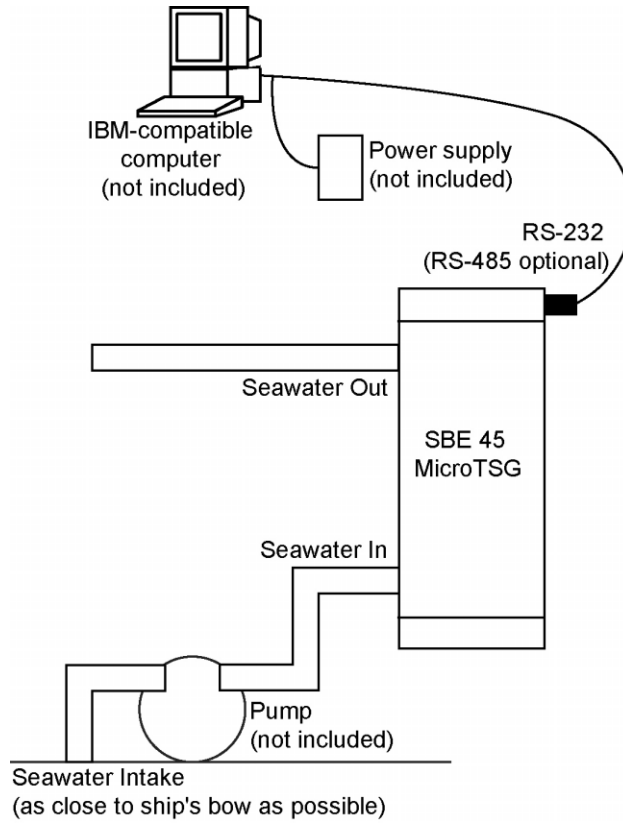 IBM-compatible
computer
(not included)
Power supply
(not included)
RS-232
(RS-485 optional)
Seawater Out
SBE 45
MicroTSG
Seawater In
Pump
(not included)
Seawater Intake
(as close to ship's bow as possible)